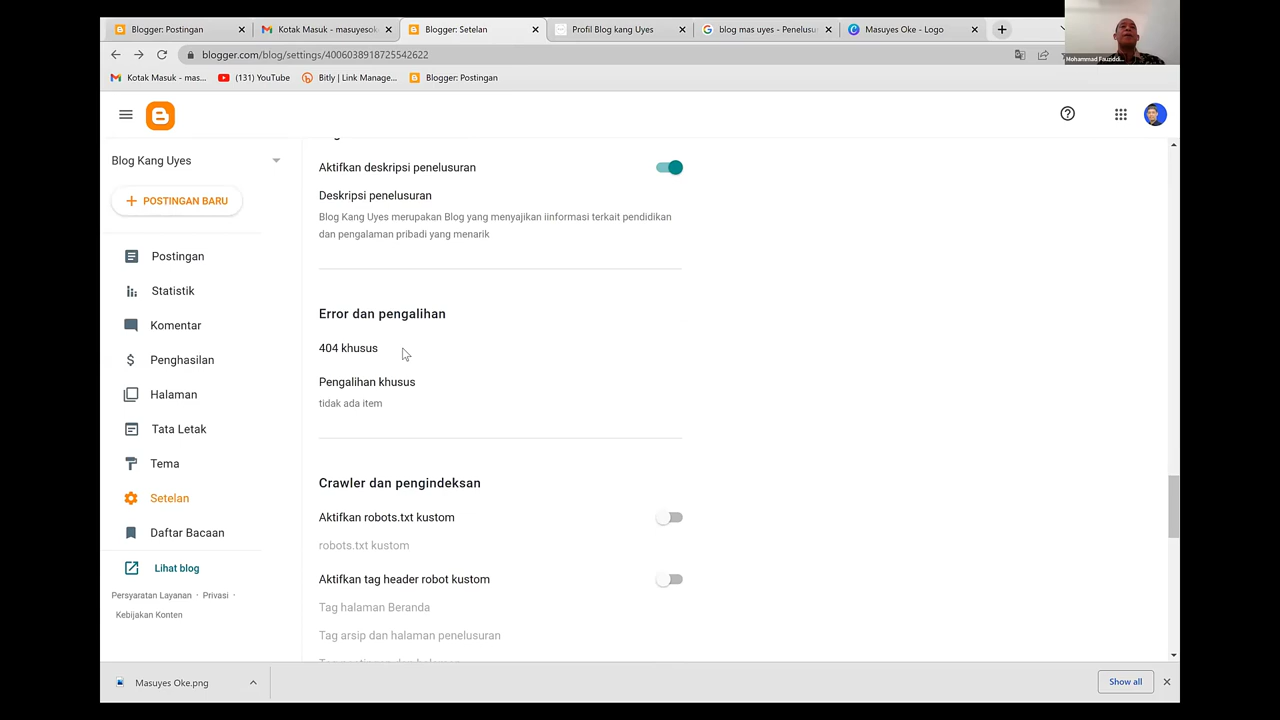 Blogger: Postingan
Kotak Masuk - masuyesok
Blogger: Setelan
Profil Blog kang Uyes
blog mas uyes - Penelusu
Masuyes Oke - Logo
blogger.com/blog/settings/4006038918725542622
Kotak Masuk - mas...
(131) YouTube
Bitly | Link Manage...
Blogger: Postingan
Blog Kang Uyes
POSTINGAN BARU
Postingan
Statistik
Komentar
Penghasilan
Halaman
Tata Letak
Tema
Setelan
Daftar Bacaan
Lihat blog
Persyaratan Layanan · Privasi ·
Kebijakan Konten
Aktifkan deskripsi penelusuran
Deskripsi penelusuran
Blog Kang Uyes merupakan Blog yang menyajikan iinformasi terkait pendidikan
dan pengalaman pribadi yang menarik
Error dan pengalihan
404 khusus
Pengalihan khusus
tidak ada item
Crawler dan pengindeksan
Aktifkan robots.txt kustom
robots.txt kustom
Aktifkan tag header robot kustom
Tag halaman Beranda
Tag arsip dan halaman penelusuran
Masuyes Oke.png
Show all